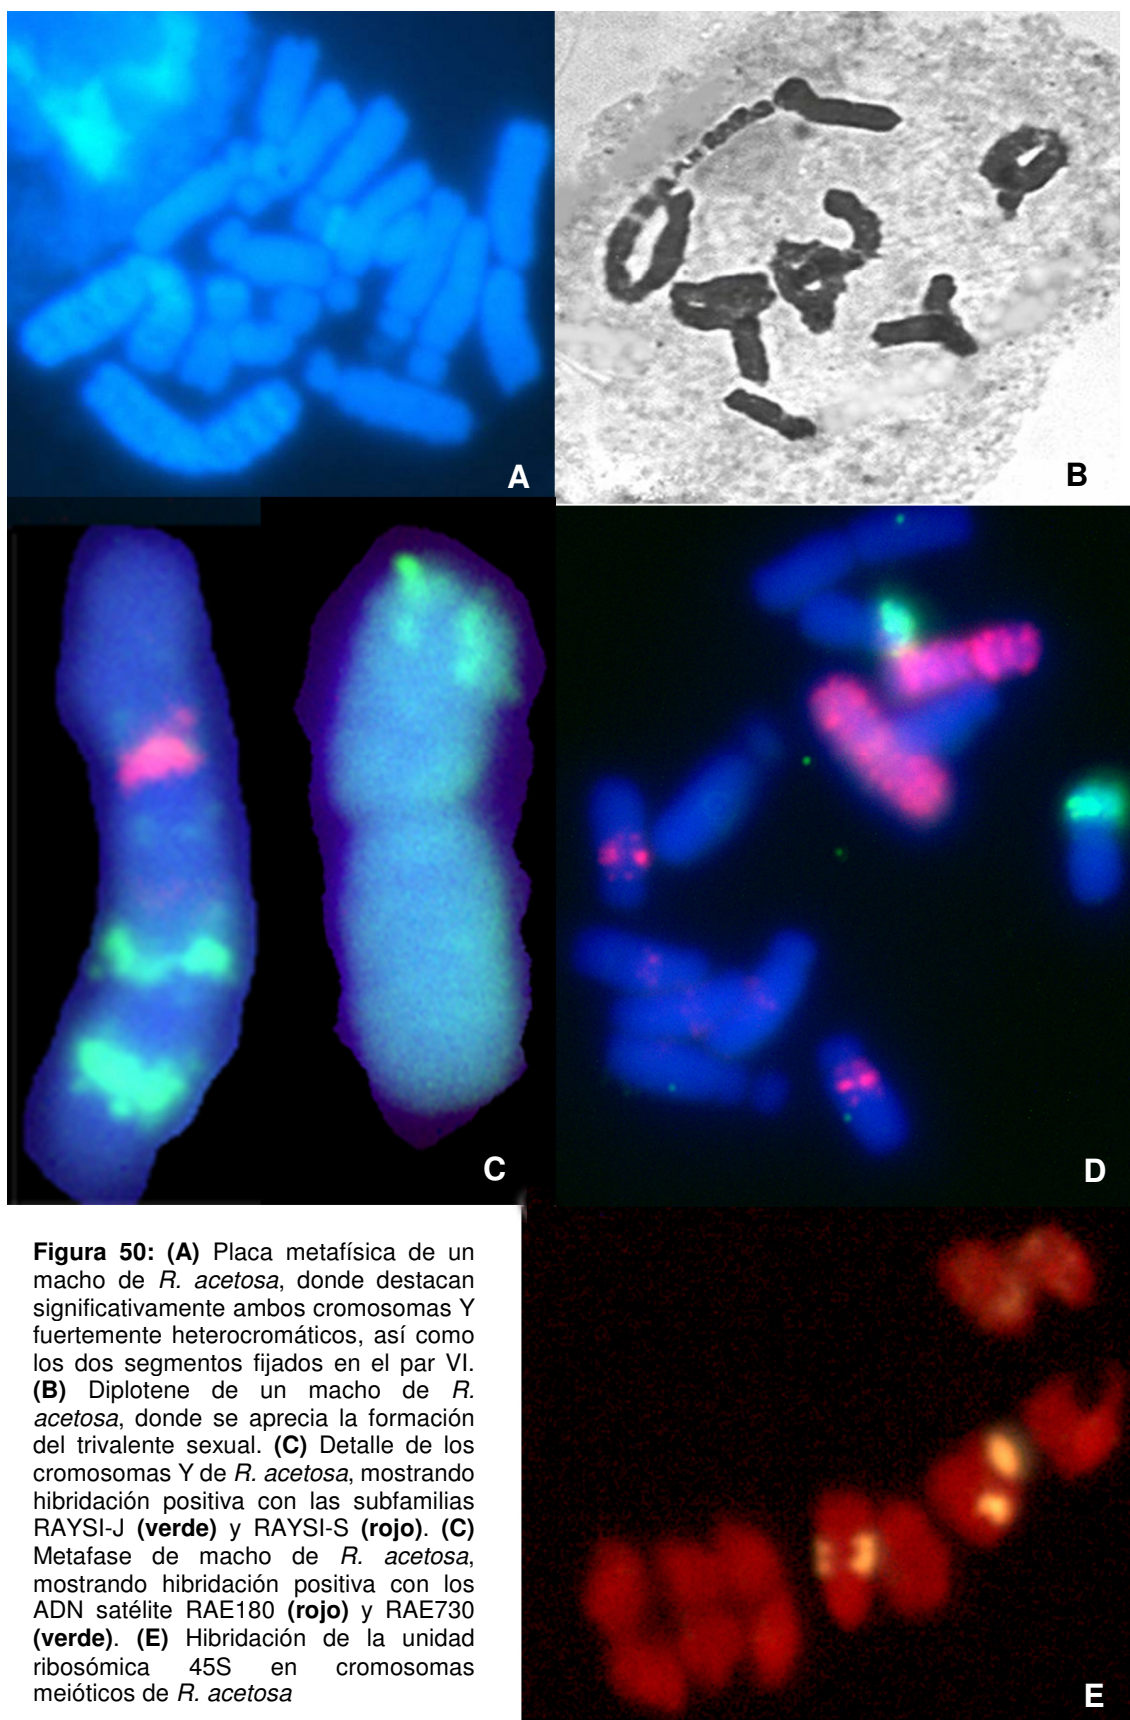 A
B
C
D
E
Figura 50: (A) Placa metafísica de un
macho de R. acetosa, donde destacan
significativamente ambos cromosomas Y
fuertemente heterocromáticos, así como
los dos segmentos fijados en el par VI.
(B) Diplotene de un macho de R.
acetosa, donde se aprecia la formación
del trivalente sexual. (C) Detalle de los
cromosomas Y de R. acetosa, mostrando
hibridación positiva con las subfamilias
RAYSI-J (verde) y RAYSI-S (rojo). (C)
Metafase de macho de R. acetosa,
mostrando hibridación positiva con los
ADN satélite RAE180 (rojo) y RAE730
(verde). (E) Hibridación de la unidad
ribosómica 45S en cromosomas
meióticos de R. acetosa